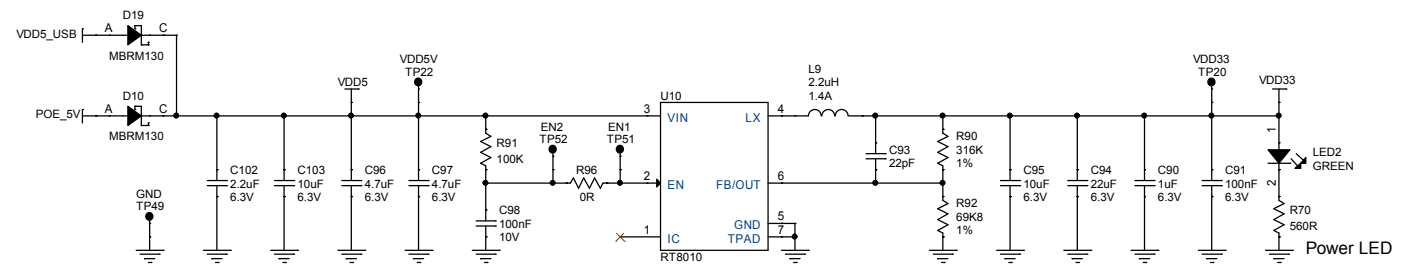 D19
VDD5_USB
A
C
MBRM130
D10
POE_5V
A
C
MBRM130
GND
TP49
C102
2.2uF
6.3V
C103
10uF
6.3V
VDD5
C96
4.7uF
6.3V
VDD5V
TP22
C97
4.7uF
6.3V
R91
100K
C98
100nF
10V
EN2
TP52
R96
0R
EN1
TP51
U10
3
VIN
LX
4
2
EN
FB/OUT
6
GND
5
1
IC
TPAD
7
RT8010
L9
2.2uH
1.4A
C93
22pF
R90
316K
1%
R92
69K8
1%
C95
10uF
6.3V
C94
22uF
6.3V
C90
1uF
6.3V
VDD33
TP20
C91
100nF
6.3V
VDD33
1
LED2
GREEN
2
R70
560R
Power LED